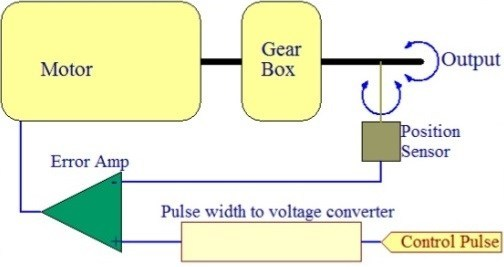 Motor
Gear
Box
Output
Position
Sensor
Error Amp
-
Pulse width to voltage converter
+
Control Pulse